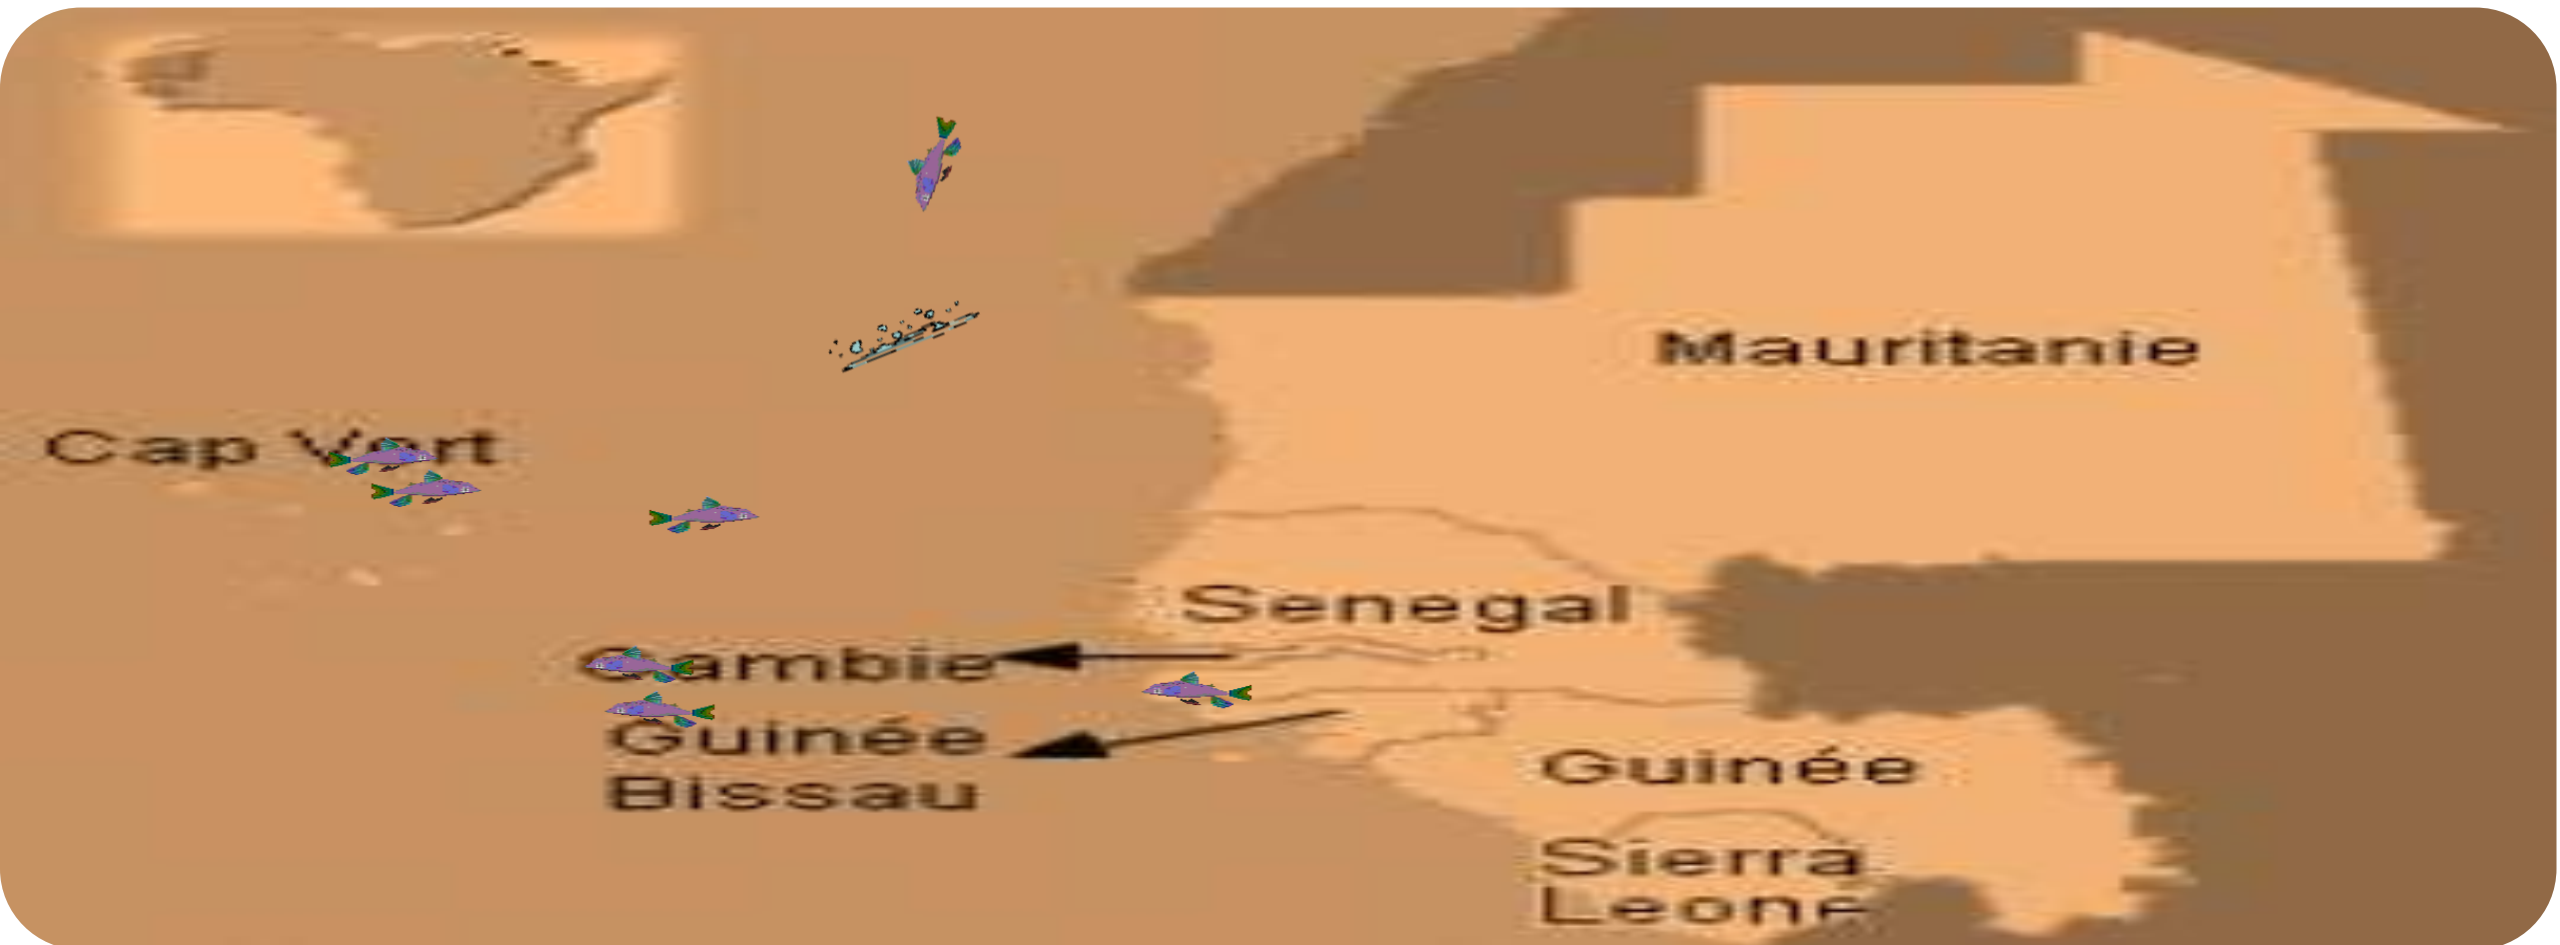 Mauritanie
Cap Vert
Senegal
Gambie
Guinée
Bissau
Guinée
Sierra
Leone